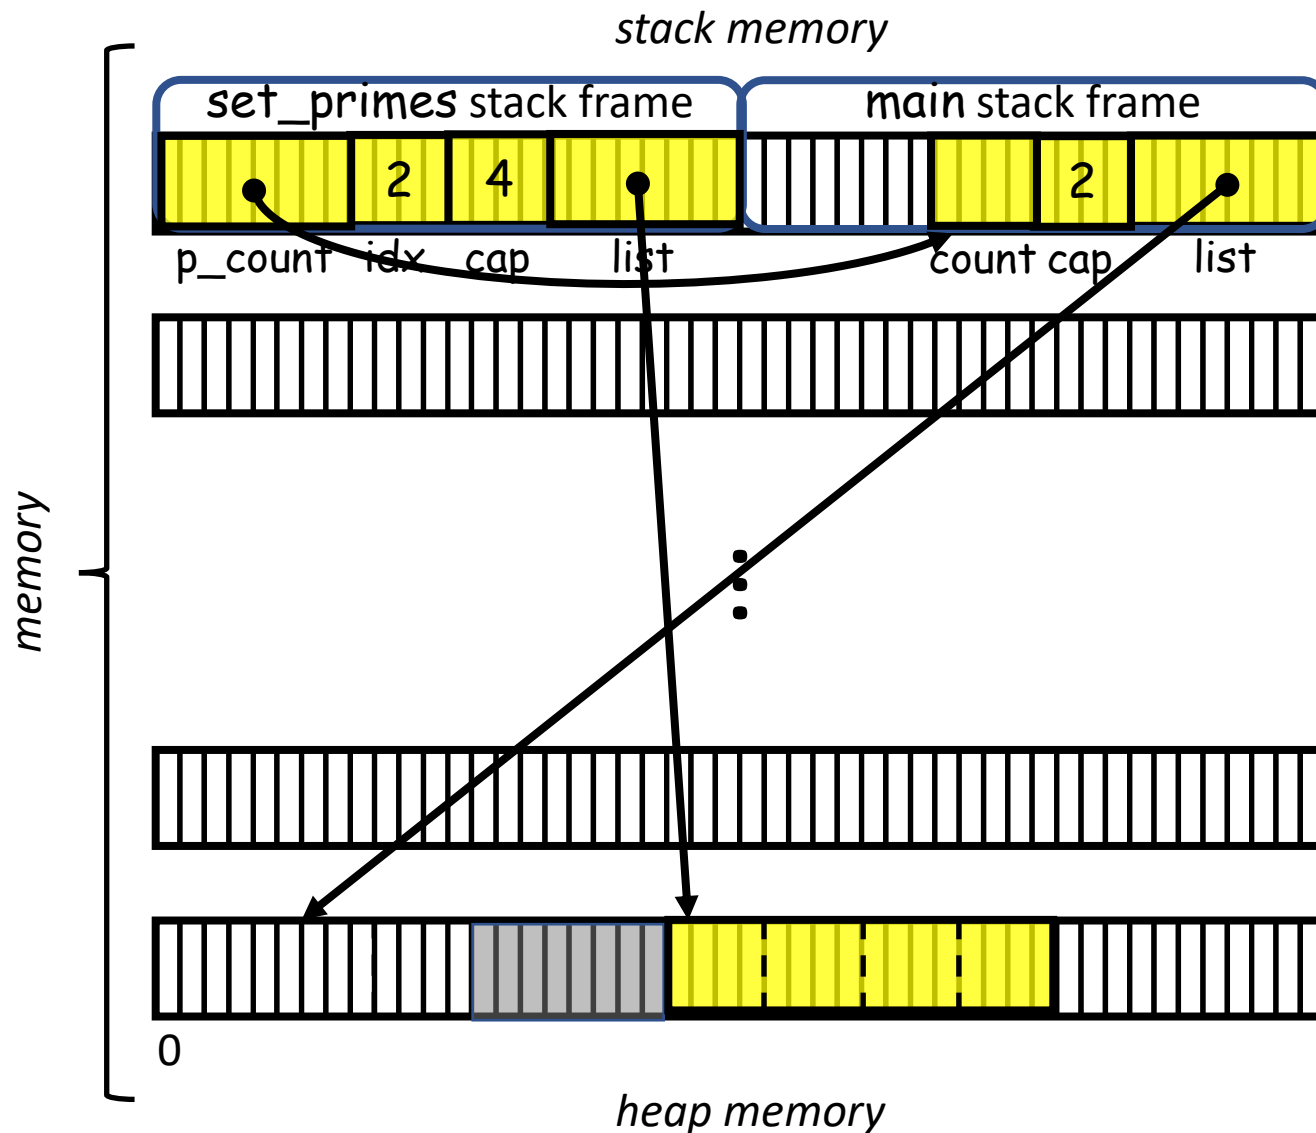 stack memory
set_primes stack frame
main stack frame
2
4
2
p_count
idx
cap
list
count
cap
list
memory
0
heap memory